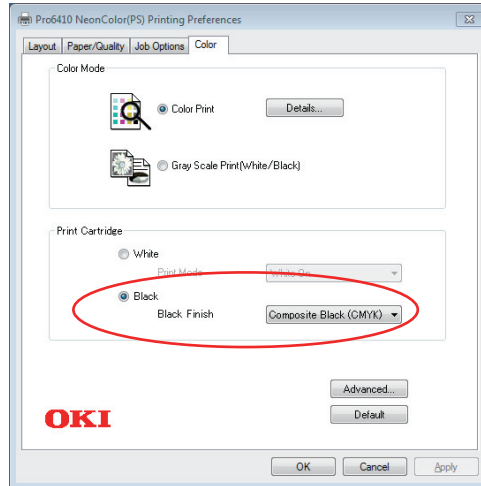 Pro6410 NeonColor(PS) Printing Preferences
Layout Paper/Quality Job Options Color
Color Mode
Color Print Details...
Gray Scale Print(White/Black)
Print Cartridge
White
Print Mode White On
Black
Black Finish Composite Black (CMYK)
Advanced...
OKI Default
OK Cancel Apply